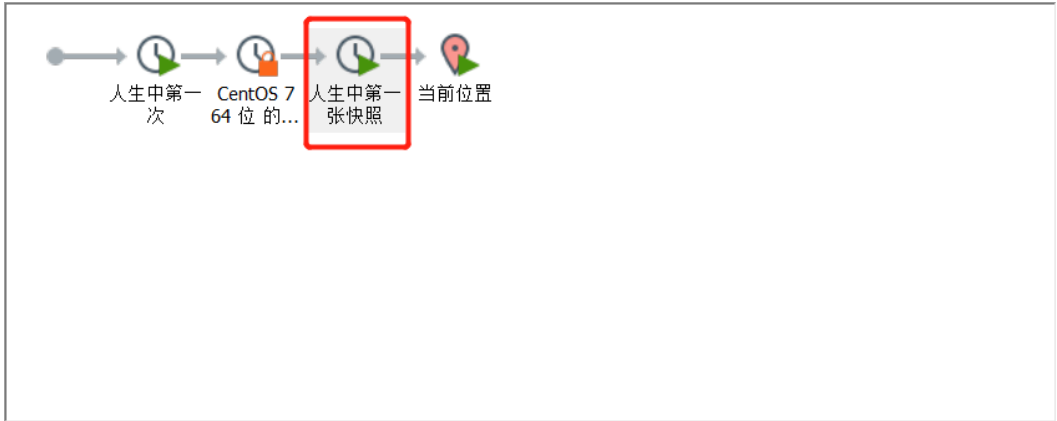 人生中第一
次
CentOS 7
64 位 的...
人生中第一
张快照
当前位置